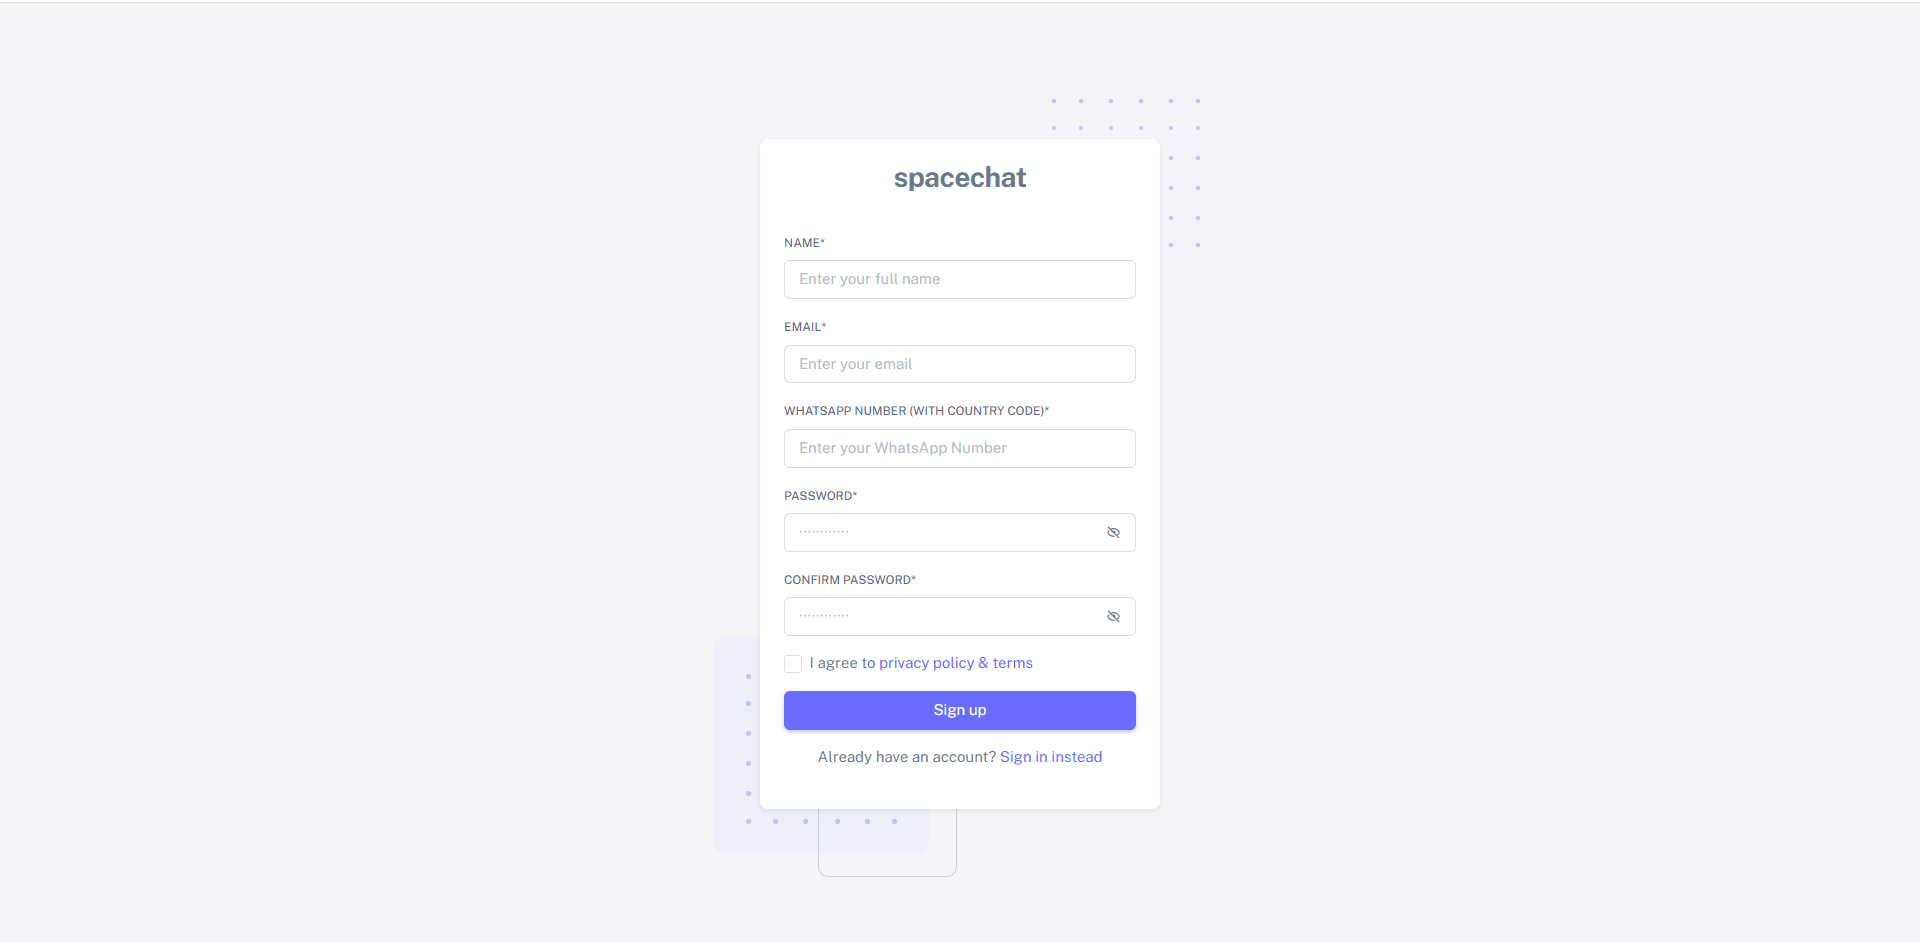 spacechat
NAME*
Enter your full name
EMAIL*
Enter your email
WHATSAPP NUMBER (WITH COUNTRY CODE)*
Enter your WhatsApp Number
PASSWORD*
············
CONFIRM PASSWORD*
············
I agree to privacy policy & terms
Sign up
Already have an account? Sign in instead